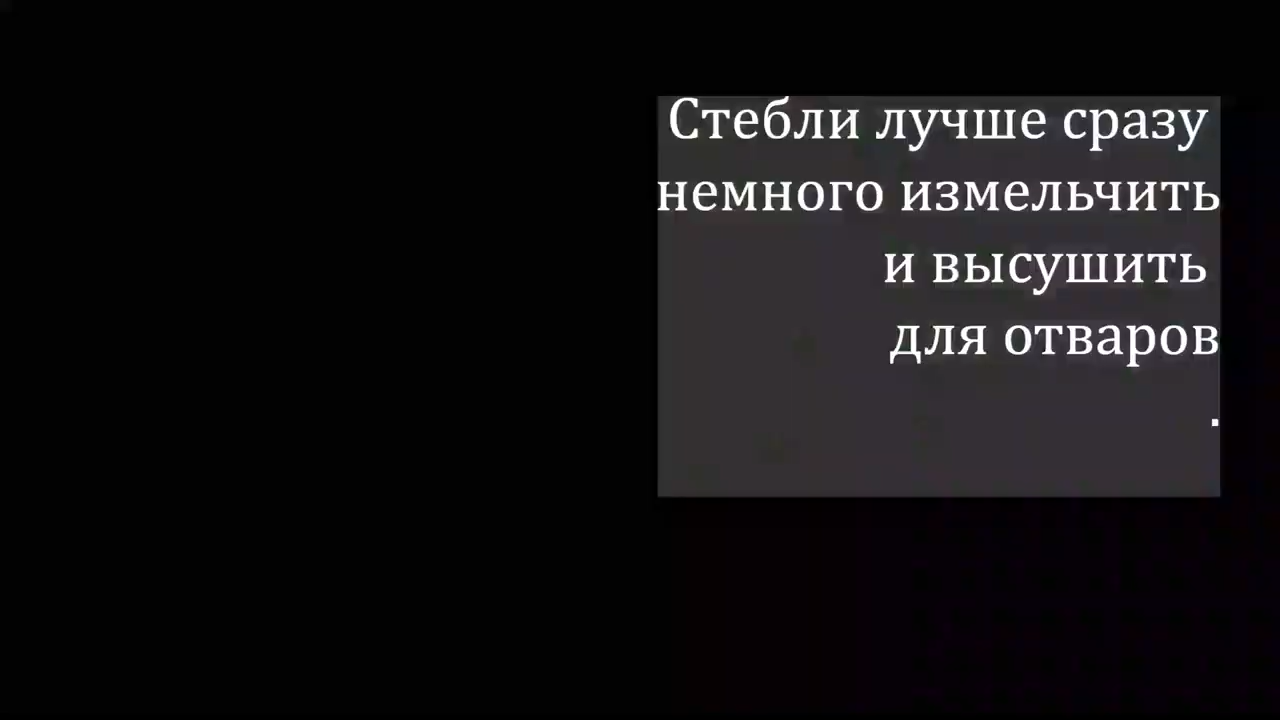 Стебли лучше сразу
немного измельчить
и высушить
для отваров
.